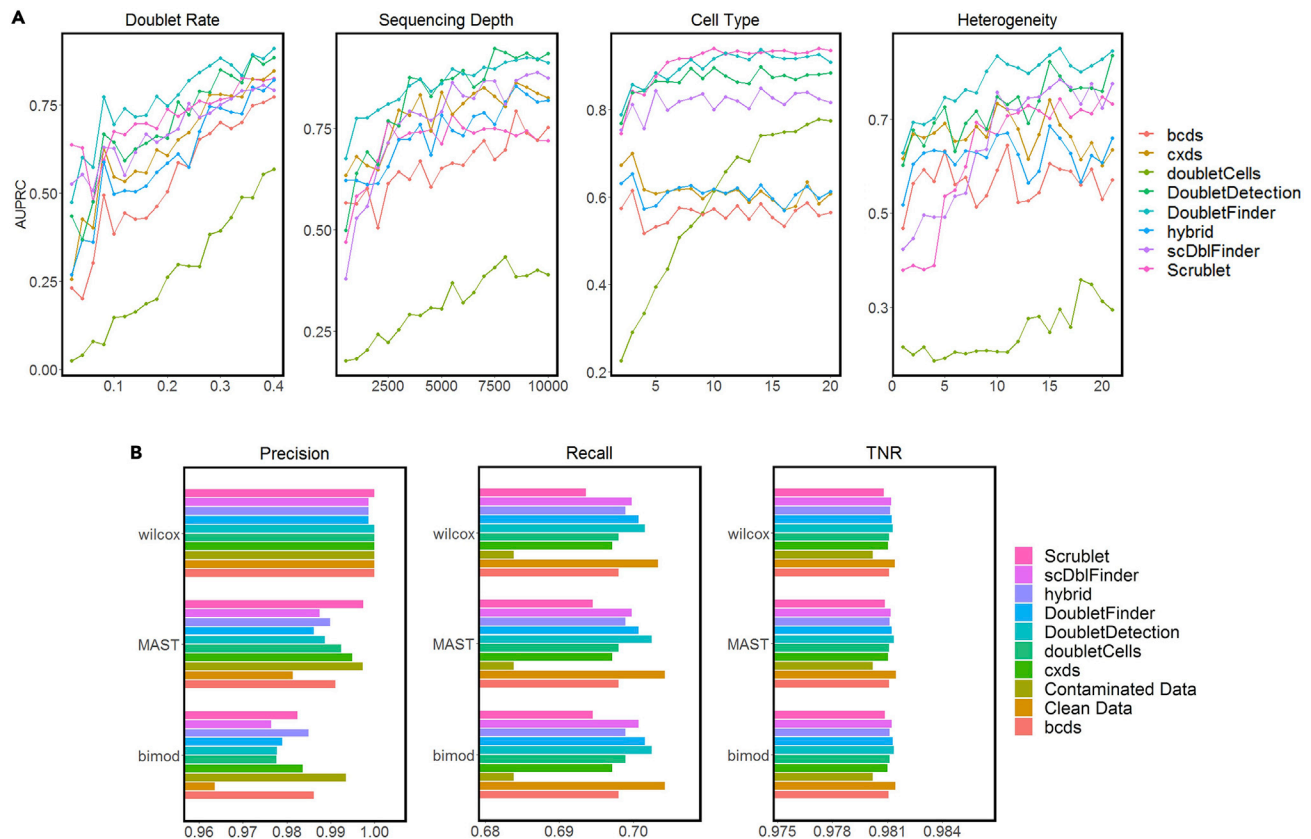 A
Doublet Rate
Sequencing Depth
Cell Type
Heterogeneity
AUPRC
0.75
0.50
0.25
0.00
0.1
0.2
0.3
0.4
0.75
0.50
0.25
2500
5000
7500
10000
0.8
0.6
0.4
0.2
5
10
15
20
0.7
0.5
0.3
0
5
10
15
20
bcds
cxds
doubletCells
DoubletDetection
DoubletFinder
hybrid
scDblFinder
Scrublet
B
Precision
Recall
TNR
wilcox
MAST
bimod
0.96
0.97
0.98
0.99
1.00
wilcox
MAST
bimod
0.68
0.69
0.70
wilcox
MAST
bimod
0.975
0.978
0.981
0.984
Scrublet
scDblFinder
hybrid
DoubletFinder
DoubletDetection
doubletCells
cxds
Contaminated Data
Clean Data
bcds